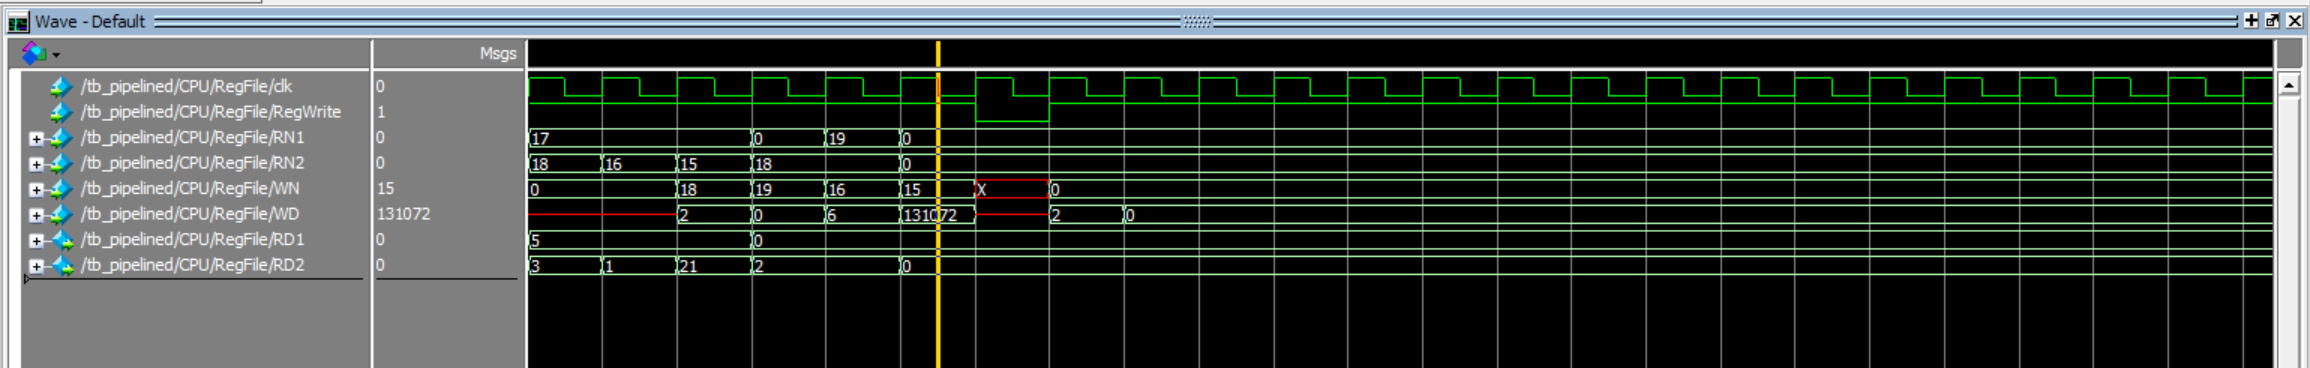 Wave - Default
Msgs
/tb_pipelined/CPU/RegFile/clk 0
/tb_pipelined/CPU/RegFile/RegWrite 1
/tb_pipelined/CPU/RegFile/RN1 0 17 0 19 0
/tb_pipelined/CPU/RegFile/RN2 0 18 16 15 18 0
/tb_pipelined/CPU/RegFile/WN 15 0 18 19 16 15 X 0
/tb_pipelined/CPU/RegFile/WD 131072 2 0 6 131072 2 0
/tb_pipelined/CPU/RegFile/RD1 0 5 0
/tb_pipelined/CPU/RegFile/RD2 0 3 1 21 2 0